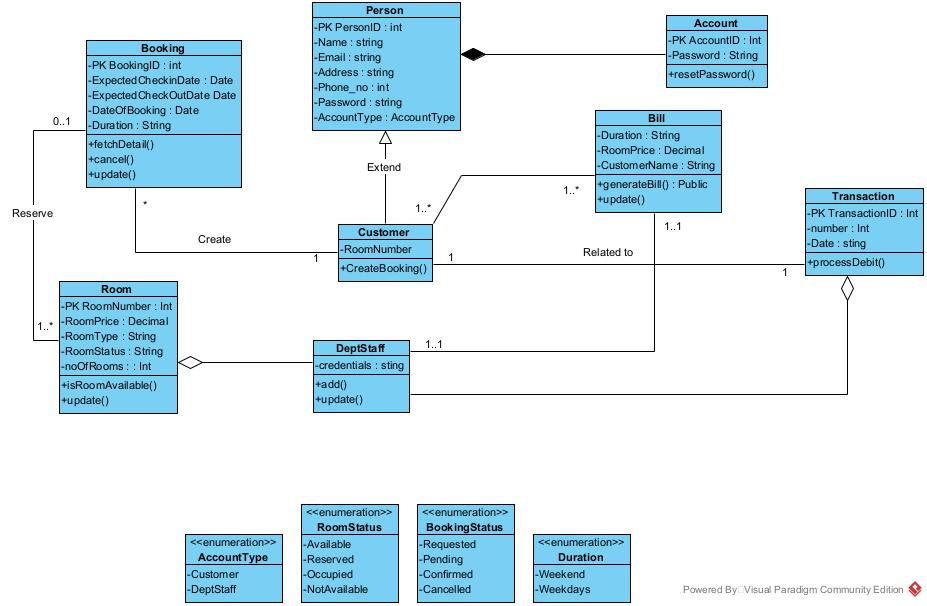 Person
-PK PersonID : int
-Name : string
-Email : string
-Address : string
-Phone_no : int
-Password : string
-AccountType : AccountType
Account
-PK AccountID : Int
-Password : String
+resetPassword()
Booking
-PK BookingID : int
-ExpectedCheckinDate : Date
-ExpectedCheckOutDate Date
-DateOfBooking : Date
-Duration : String
+fetchDetail()
+cancel()
+update()
0..1
Reserve
1..*
*
Create
1
Extend
Bill
-Duration : String
-RoomPrice : Decimal
-CustomerName : String
+generateBill() : Public
+update()
1..*
1..*
1..1
Customer
-RoomNumber
+CreateBooking()
1
Related to
1
Transaction
-PK TransactionID : Int
-number : Int
-Date : sting
+processDebit()
Room
-PK RoomNumber : Int
-RoomPrice : Decimal
-RoomType : String
-RoomStatus : String
-noOfRooms : : Int
+isRoomAvailable()
+update()
DeptStaff
-credentials : sting
+add()
+update()
1..1
<<enumeration>>
AccountType
-Customer
-DeptStaff
<<enumeration>>
RoomStatus
-Available
-Reserved
-Occupied
-NotAvailable
<<enumeration>>
BookingStatus
-Requested
-Pending
-Confirmed
-Cancelled
<<enumeration>>
Duration
-Weekend
-Weekdays
Powered By Visual Paradigm Community Edition